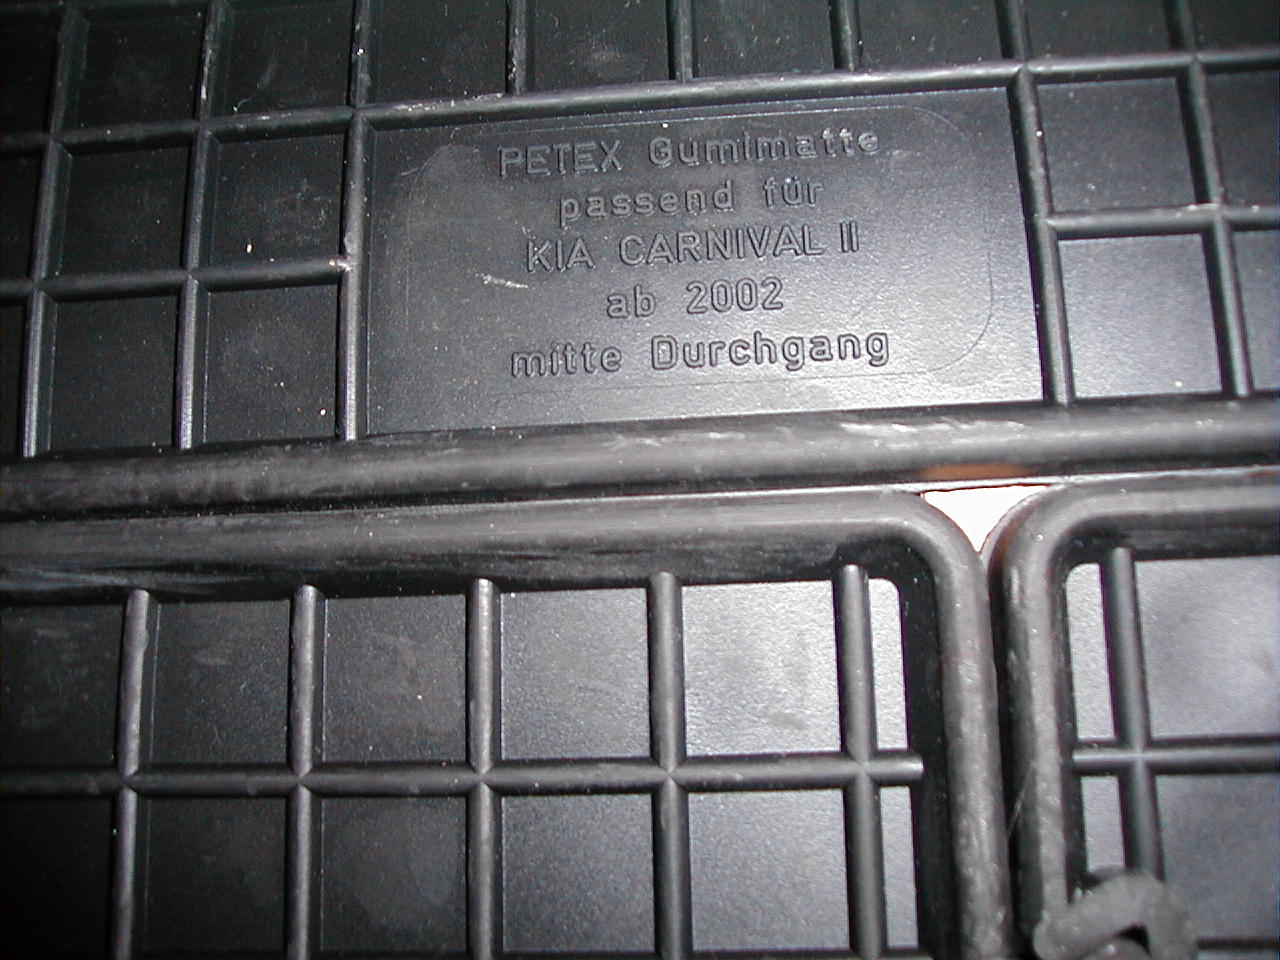 PETEX Gumimatte
passend für
KIA CARNIVAL II
ab 2002
mitte Durchgang